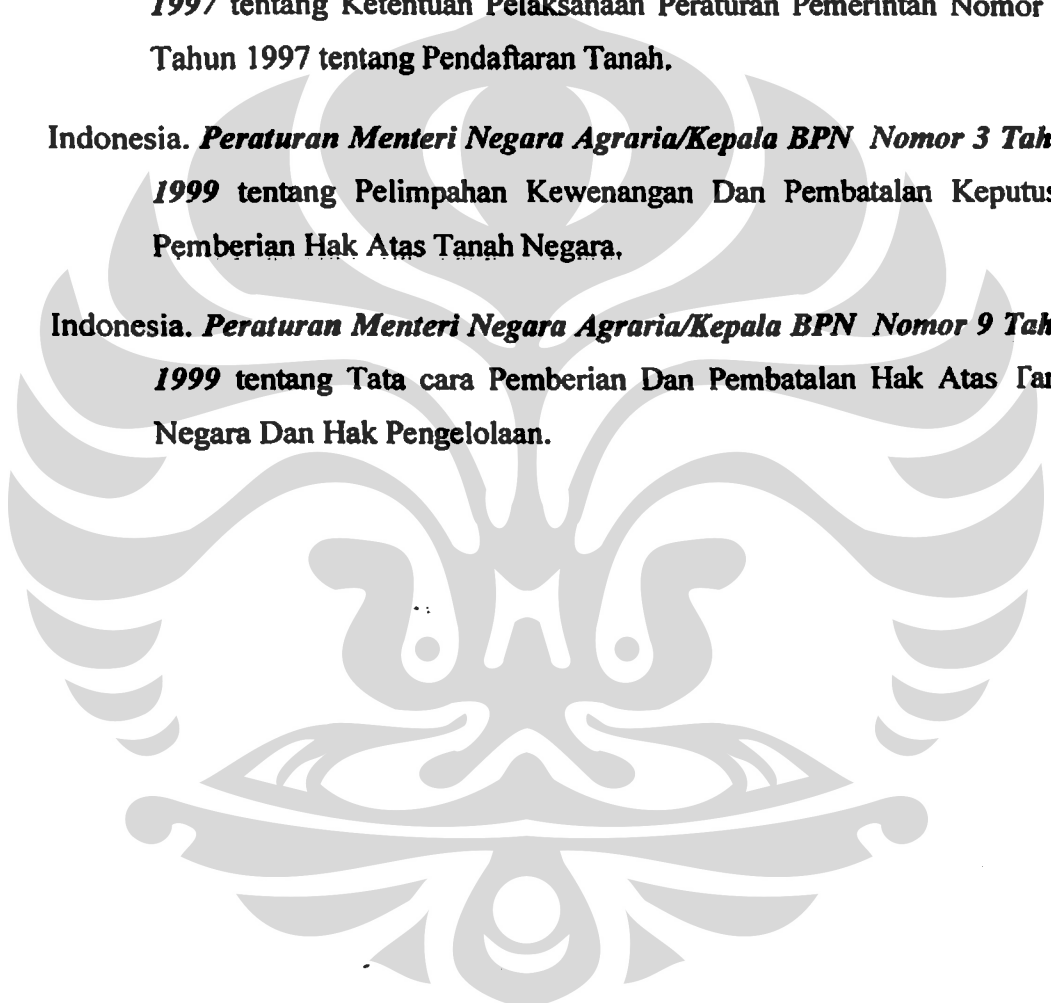 1997 tentang Ketentuan Pelaksanaan Peraturan Pemerintah Nomor
Tahun 1997 tentang Pendaftaran Tanah.
Indonesia. Peraturan Menteri Negara Agraria/Kepala BPN Nomor 3 Tah
1999 tentang Pelimpahan Kewenangan Dan Pembatalan Keputus
Pemberian Hak Atas Tanah Negara.
Indonesia. Peraturan Menteri Negara Agraria/Kepala BPN Nomor 9 Tah
1999 tentang Tata cara Pemberian Dan Pembatalan Hak Atas Tan
Negara Dan Hak Pengelolaan.